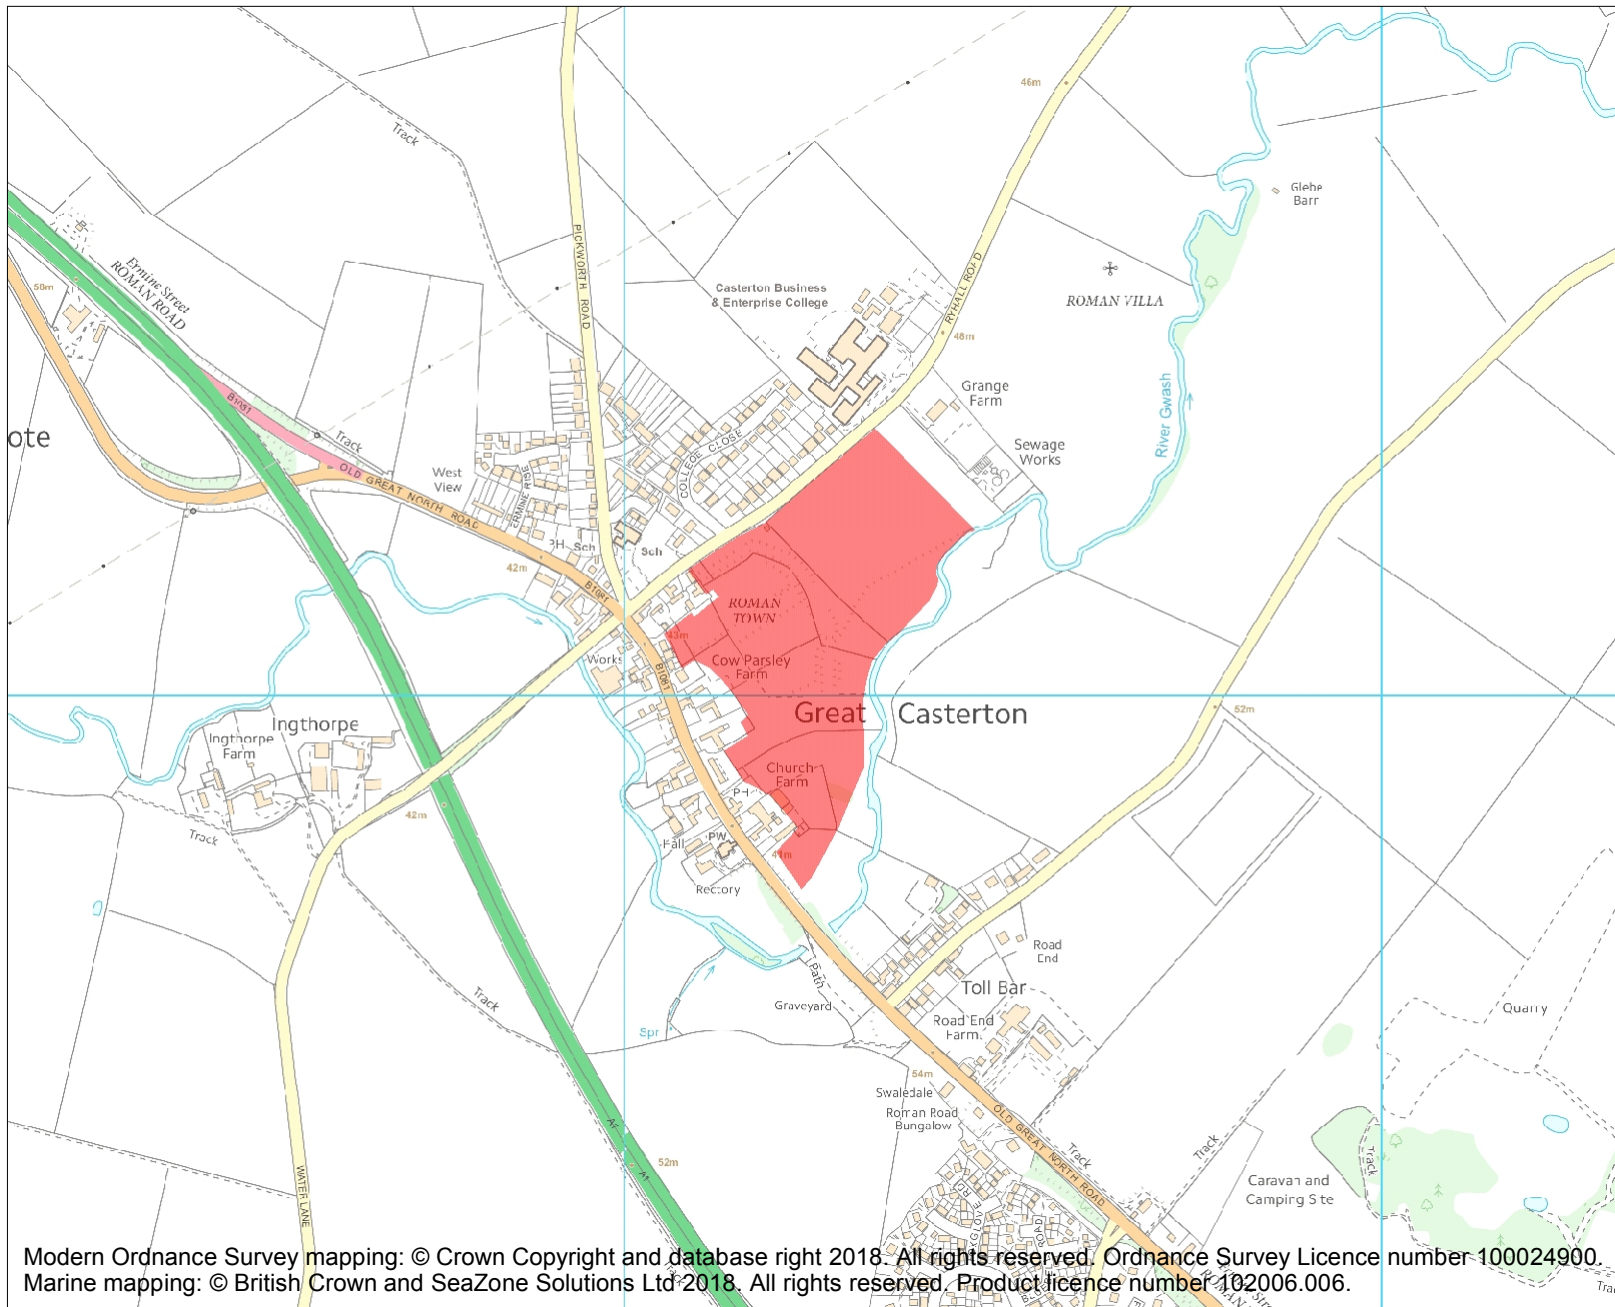 46m
Track
Glebe
Barr
PICKWORTH ROAD
Ermine Street
ROMAN ROAD
50m
Casterton Business
& Enterprise College
RYHALL ROAD
ROMAN VILLA
48m
River Gwash
Grange
Farm
B1081
Track
ote
OLD GREAT NORTH ROAD
West
View
ERMINE RISE
COLLEGE CLOSE
Sewage
Works
PH
Sch
Sch
42m
B1081
ROMAN
TOWN
43m
Works
B1081
Cow Parsley
Farm
Great Casterton
52m
Ingthorpe
Ingthorpe
Farm
Church
Farm
PH
42m
Track
Hall
PW
41m
Rectory
Road
End
Path
Toll Bar
Graveyard
Track
Road End
Farm
Quarry
Spr
54m
Swaledale
Roman Road
Bungalow
OLD GREAT NORTH ROAD
A1
A1
52m
WATER LANE
Track
Track
Track
Caravan and
Camping Site
ROAD
Track
Modern Ordnance Survey mapping: © Crown Copyright and database right 2018. All rights reserved. Ordnance Survey Licence number 100024900.
Marine mapping: © British Crown and SeaZone Solutions Ltd 2018. All rights reserved. Product licence number 102006.006.